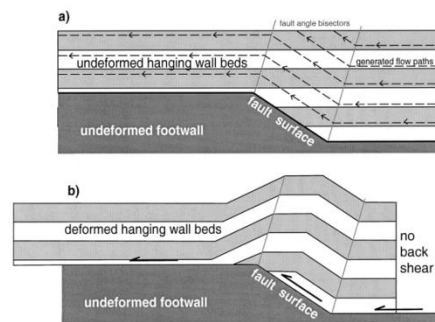 a)
fault angle bisectors
undeformed hanging wall beds
generated flow paths
fault surface
undeformed footwall
b)
deformed hanging wall beds
no
back
shear
fault surface
undeformed footwall